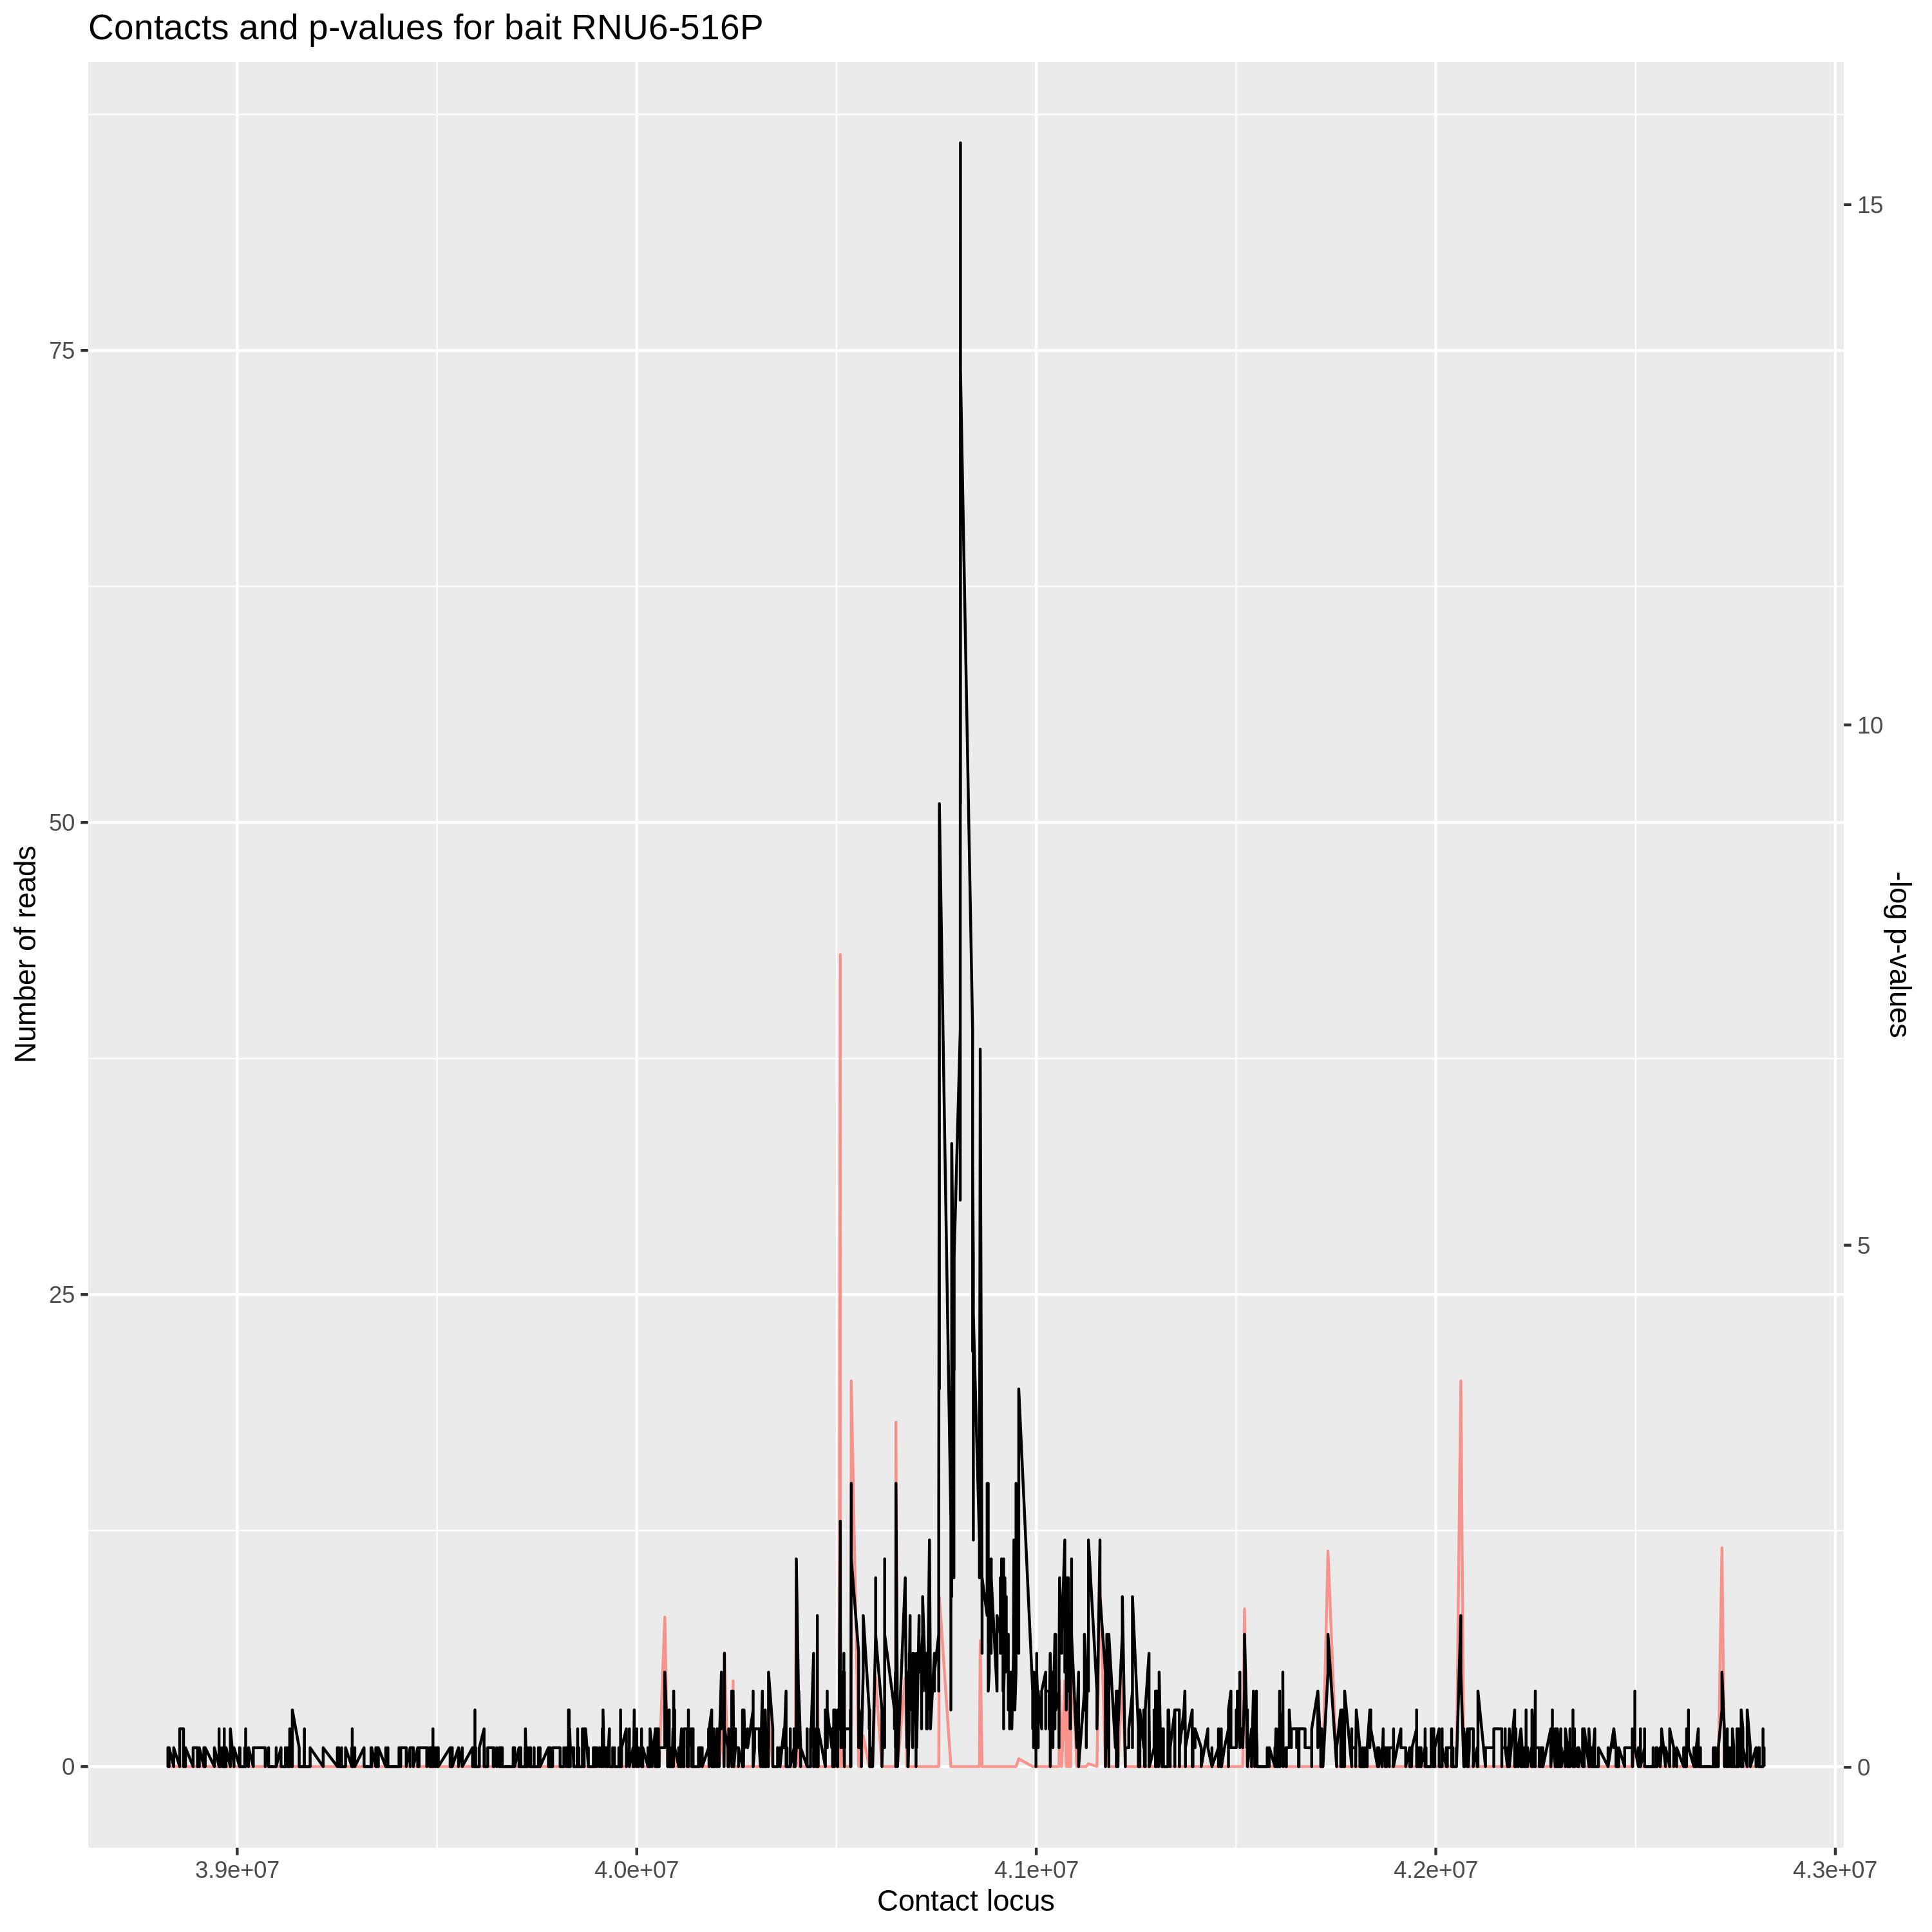 Contacts and p-values for bait RNU6-516P
Number of reads
75
50
25
0
15
10
5
0
-log p-values
3.9e+07
4.0e+07
4.1e+07
4.2e+07
4.3e+07
Contact locus